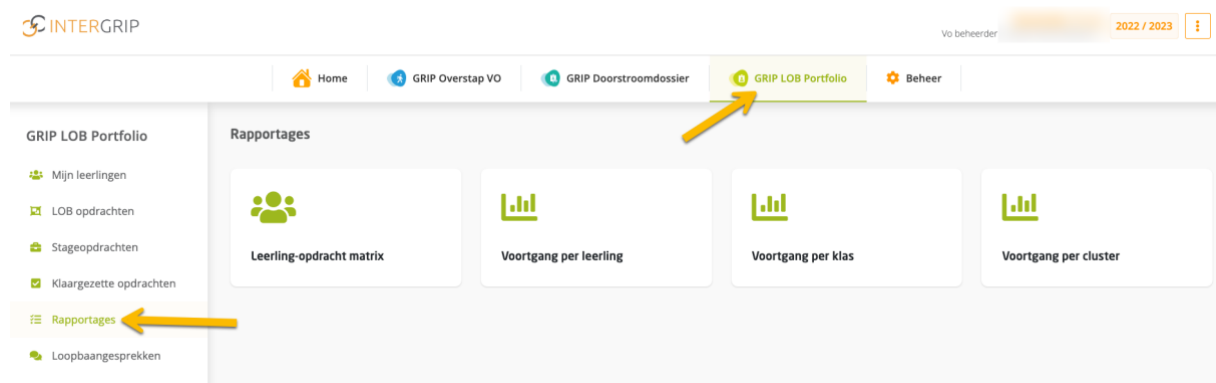 INTERGRIP
Vo beheerder
2022 / 2023
Home
GRIP Overstap VO
GRIP Doorstroomdossier
GRIP LOB Portfolio
Beheer
GRIP LOB Portfolio
Mijn leerlingen
LOB opdrachten
Stageopdrachten
Klaargezette opdrachten
Rapportages
Loopbaangesprekken
Rapportages
Leerling-opdracht matrix
Voortgang per leerling
Voortgang per klas
Voortgang per cluster